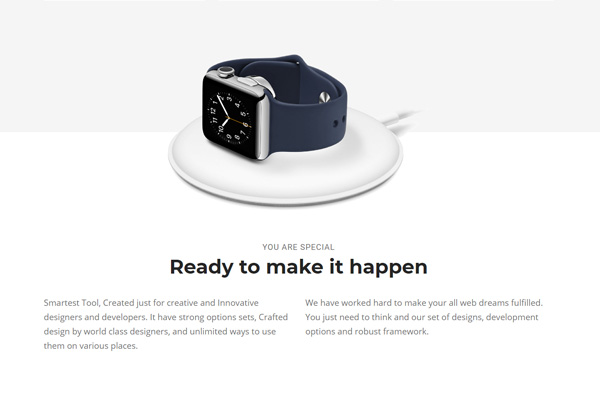 YOU ARE SPECIAL
Ready to make it happen
Smartest Tool, Created just for creative and Innovative
designers and developers. It have strong options sets, Crafted
design by world class designers, and unlimited ways to use
them on various places.
We have worked hard to make your all web dreams fulfilled.
You just need to think and our set of designs, development
options and robust framework.